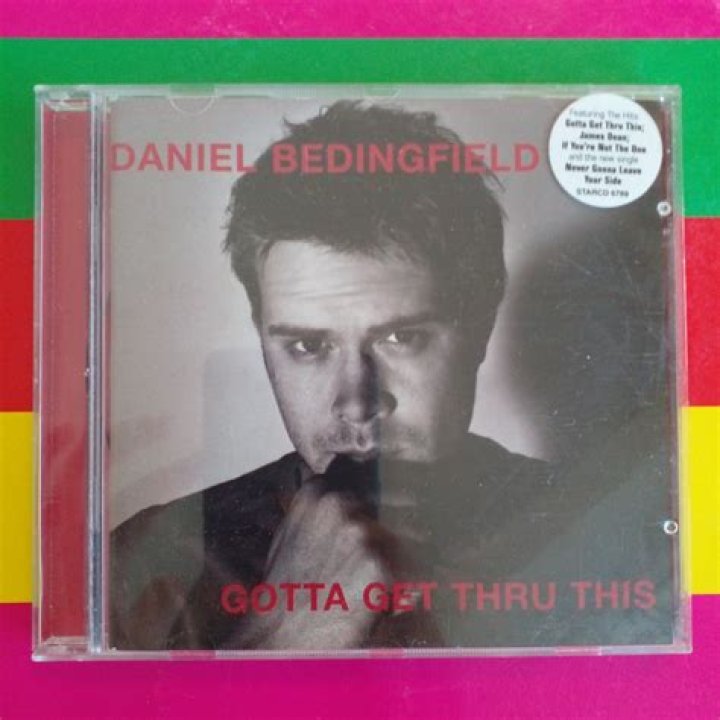 DANIEL BEDINGFIELD
Featuring The Hits:
Gotta Get Thru This;
James Dean;
If You're Not The One
and the new single
Never Gonna Leave
Your Side
STARCD 6789
GOTTA GET THRU THIS